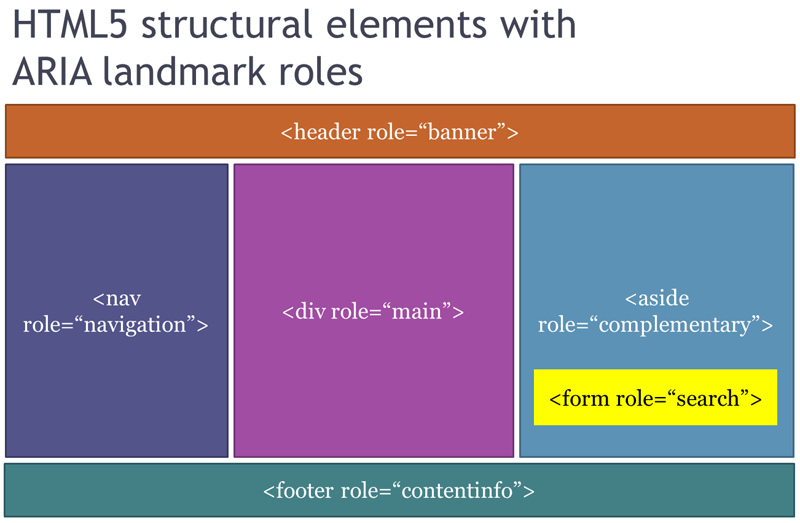 HTML5 structural elements with
ARIA landmark roles
<header role=“banner”>
<nav
role=“navigation”>
<div role=“main”>
<aside
role=“complementary”>
<form role=“search”>
<footer role=“contentinfo”>